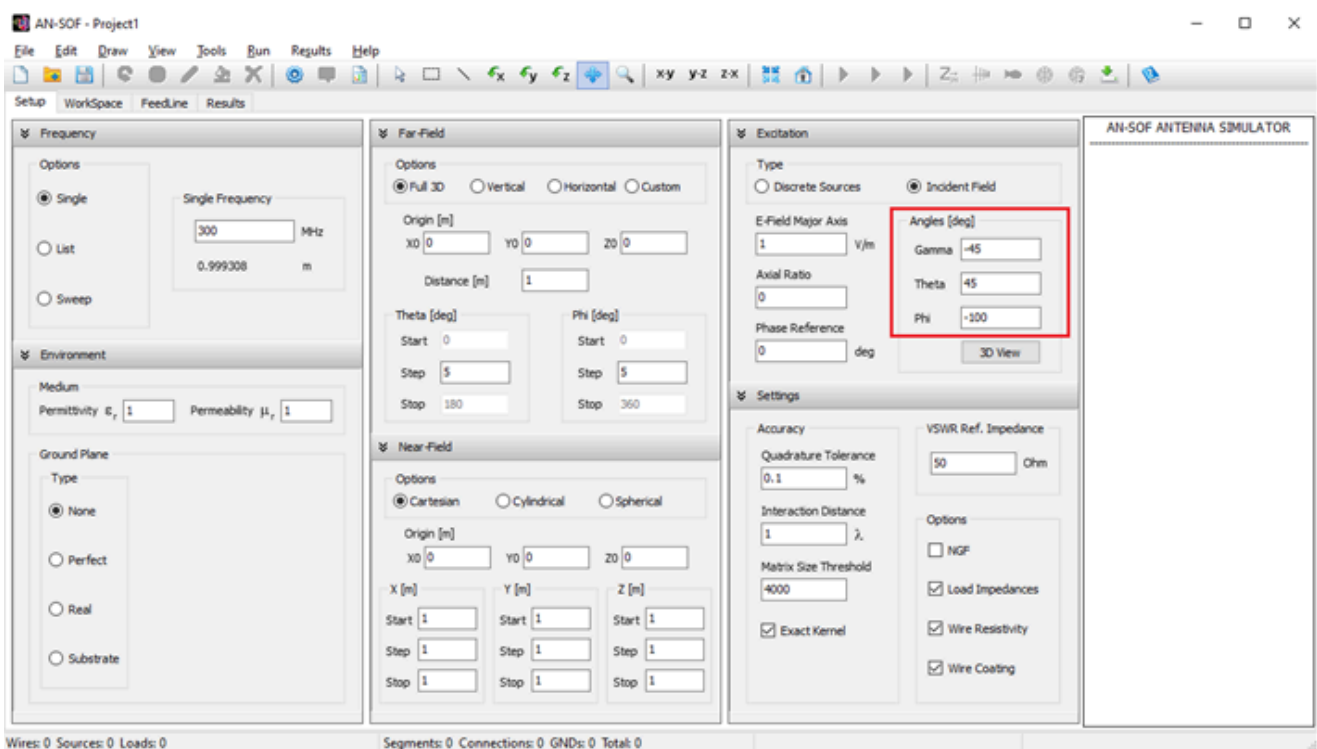 AN-SOF - Project1
File Edit Draw View Tools Run Results Help
x-y y-z z-x
Setup WorkSpace FeedLine Results
Frequency
Options
Single
List
Sweep
Single Frequency
300 MHz
0.999308 m
Environment
Medium
Permittivity εr 1 Permeability μr 1
Ground Plane
Type
None
Perfect
Real
Substrate
Far-Field
Options
Full 3D Vertical Horizontal Custom
Origin [m]
X0 0 Y0 0 Z0 0
Distance [m] 1
Theta [deg] Phi [deg]
Start 0 Start 0
Step 5 Step 5
Stop 180 Stop 360
Near-Field
Options
Cartesian Cylindrical Spherical
Origin [m]
X0 0 Y0 0 Z0 0
X [m] Y [m] Z [m]
Start 1 Start 1 Start 1
Step 1 Step 1 Step 1
Stop 1 Stop 1 Stop 1
Excitation
Type
Discrete Sources Incident Field
E-Field Major Axis
1 V/m
Axial Ratio
0
Phase Reference
0 deg
Angles [deg]
Gamma -45
Theta 45
Phi -100
3D View
Settings
Accuracy
Quadrature Tolerance
0.1 %
Interaction Distance
1 λ
Matrix Size Threshold
4000
Exact Kernel
VSWR Ref. Impedance
50 Ohm
Options
NGF
Load Impedances
Wire Resistivity
Wire Coating
AN-SOF ANTENNA SIMULATOR
Wires: 0 Sources: 0 Loads: 0 Segments: 0 Connections: 0 GNDs: 0 Total: 0